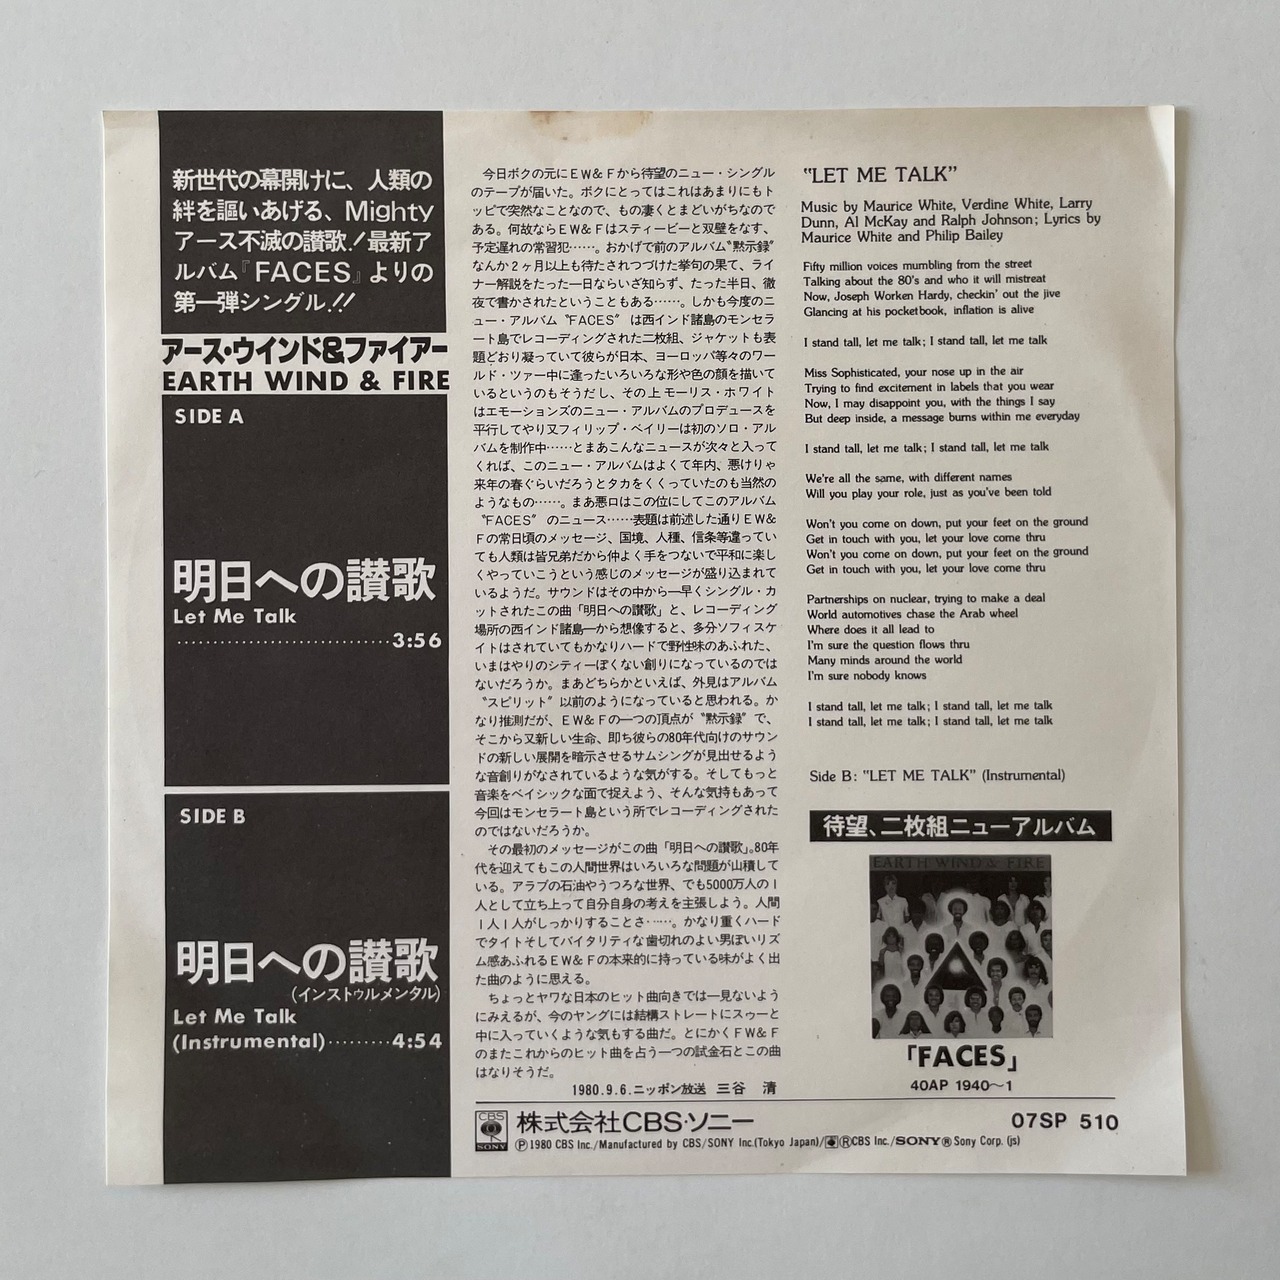 新世代の幕開けに、人類の
絆を謳いあげる、Mighty
アース不滅の讃歌!最新ア
ルバム『FACES』よりの
第一弾シングル!!
アース・ウインド&ファイアー
EARTH WIND & FIRE
SIDE A
明日への讃歌
Let Me Talk
······························3:56
SIDE B
明日への讃歌
(インストゥルメンタル)
Let Me Talk
(Instrumental)·········4:54
今日ボクの元にEW&Fから待望のニュー・シングル
のテープが届いた。ボクにとってはこれはあまりにもト
ッピで突然なことなので、もの凄くとまどいがちなので
ある。何故ならEW&Fはスティービーと双璧をなす、
予定遅れの常習犯……。おかげで前のアルバム〝黙示録〟
なんか2ヶ月以上も待たされつづけた挙句の果て、ライ
ナー解説をたった一日ならいざ知らず、たった半日、徹
夜で書かされたということもある……。しかも今度のニ
ュー・アルバム〝FACES〟は西インド諸島のモンセラ
ート島でレコーディングされた二枚組、ジャケットも表
題どおり凝っていて彼らが日本、ヨーロッパ等々のワー
ルド・ツァー中に逢ったいろいろな形や色の顔を描いて
いるというのもそうだし、その上モーリス・ホワイト
はエモーションズのニュー・アルバムのプロデュースを
平行してやり又フィリップ・ベイリーは初のソロ・アル
バムを制作中……とまあこんなニュースが次々と入って
くれば、このニュー・アルバムはよくて年内、悪けりゃ
来年の春ぐらいだろうとタカをくくっていたのも当然の
ようなもの……。まあ悪口はこの位にしてこのアルバム
〝FACES〟のニュース……表題は前述した通りEW&
Fの常日頃のメッセージ、国境、人種、信条等違ってい
ても人類は皆兄弟だから仲よく手をつないで平和に楽し
くやっていこうという感じのメッセージが盛り込まれて
いるようだ。サウンドはその中から一早くシングル・カ
ットされたこの曲「明日への讃歌」と、レコーディング
場所の西インド諸島―から想像すると、多分ソフィスケ
イトはされていてもかなりハードで野性味のあふれた、
いまはやりのシティーぽくない創りになっているのでは
ないだろうか。まあどちらかといえば、外見はアルバム
〝スピリット〟以前のようになっていると思われる。か
なり推測だが、EW&Fの一つの頂点が〝黙示録〟で、
そこから又新しい生命、即ち彼らの80年代向けのサウン
ドの新しい展開を暗示させるサムシングが見出せるよう
な音創りがなされているような気がする。そしてもっと
音楽をベイシックな面で捉えよう、そんな気持もあって
今回はモンセラート島という所でレコーディングされた
のではないだろうか。
その最初のメッセージがこの曲「明日への讃歌」。80年
代を迎えてもこの人間世界はいろいろな問題が山積して
いる。アラブの石油やうつろな世界、でも5000万人の1
人として立ち上って自分自身の考えを主張しよう。人間
1人1人がしっかりすることさ……。かなり重くハード
でタイトそしてバイタリティな歯切れのよい男ぽいリズ
ム感あふれるEW&Fの本来的に持っている味がよく出
た曲のように思える。
ちょっとヤワな日本のヒット曲向きでは一見ないよう
にみえるが、今のヤングには結構ストレートにスゥーと
中に入っていくような気もする曲だ。とにかくFW&F
のまたこれからのヒット曲を占う一つの試金石とこの曲
はなりそうだ。
1980.9.6.ニッポン放送 三谷 清
"LET ME TALK"
Music by Maurice White, Verdine White, Larry
Dunn, Al McKay and Ralph Johnson; Lyrics by
Maurice White and Philip Bailey
Fifty million voices mumbling from the street
Talking about the 80's and who it will mistreat
Now, Joseph Worken Hardy, checkin' out the jive
Glancing at his pocketbook, inflation is alive
I stand tall, let me talk; I stand tall, let me talk
Miss Sophisticated, your nose up in the air
Trying to find excitement in labels that you wear
Now, I may disappoint you, with the things I say
But deep inside, a message burns within me everyday
I stand tall, let me talk; I stand tall, let me talk
We're all the same, with different names
Will you play your role, just as you've been told
Won't you come on down, put your feet on the ground
Get in touch with you, let your love come thru
Won't you come on down, put your feet on the ground
Get in touch with you, let your love come thru
Partnerships on nuclear, trying to make a deal
World automotives chase the Arab wheel
Where does it all lead to
I'm sure the question flows thru
Many minds around the world
I'm sure nobody knows
I stand tall, let me talk; I stand tall, let me talk
I stand tall, let me talk; I stand tall, let me talk
Side B: "LET ME TALK" (Instrumental)
待望、二枚組ニューアルバム
EARTH WIND & FIRE
「FACES」
40AP 1940〜1
CBS
SONY
株式会社CBS・ソニー
07SP 510
Ⓟ1980 CBS Inc./Manufactured by CBS/SONY Inc.(Tokyo Japan)/ⓇCBS Inc./SONY® Sony Corp. (js)